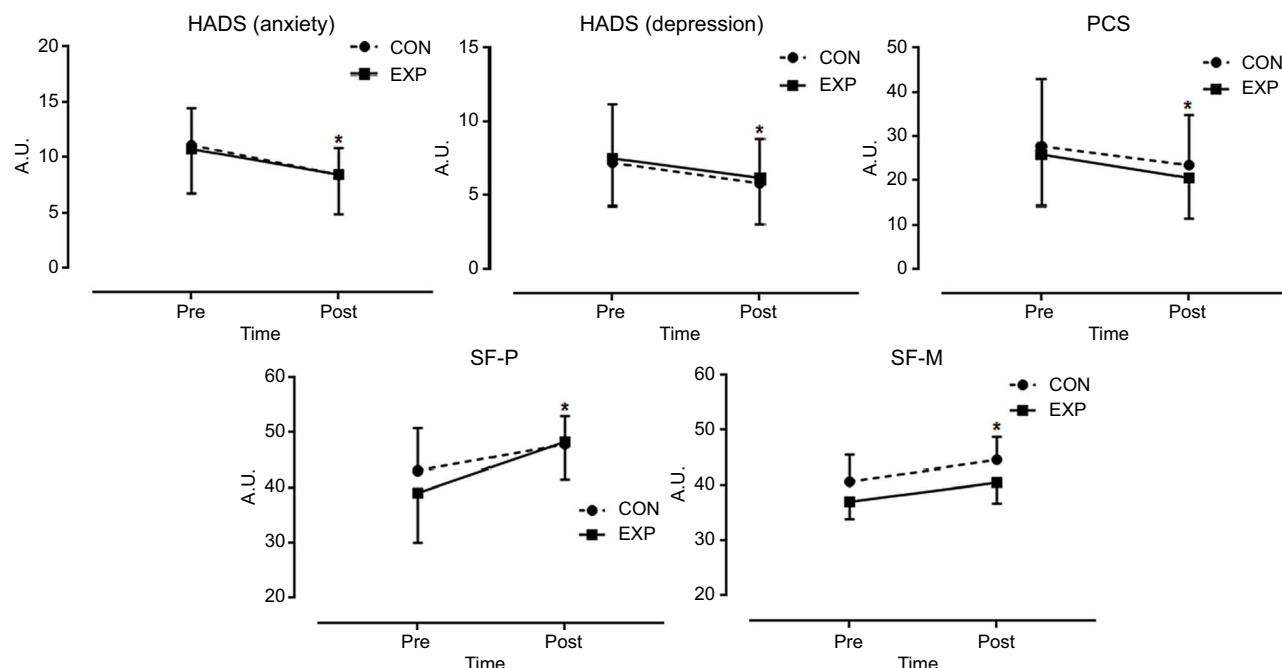 HADS (anxiety)
20
15
10
5
0
A.U.
CON
EXP
*
Pre
Post
Time
HADS (depression)
15
10
5
0
A.U.
CON
EXP
*
Pre
Post
Time
PCS
50
40
30
20
10
0
A.U.
CON
EXP
*
Pre
Post
Time
SF-P
60
50
40
30
20
A.U.
*
CON
EXP
Pre
Post
Time
SF-M
60
50
40
30
20
A.U.
CON
EXP
*
Pre
Post
Time